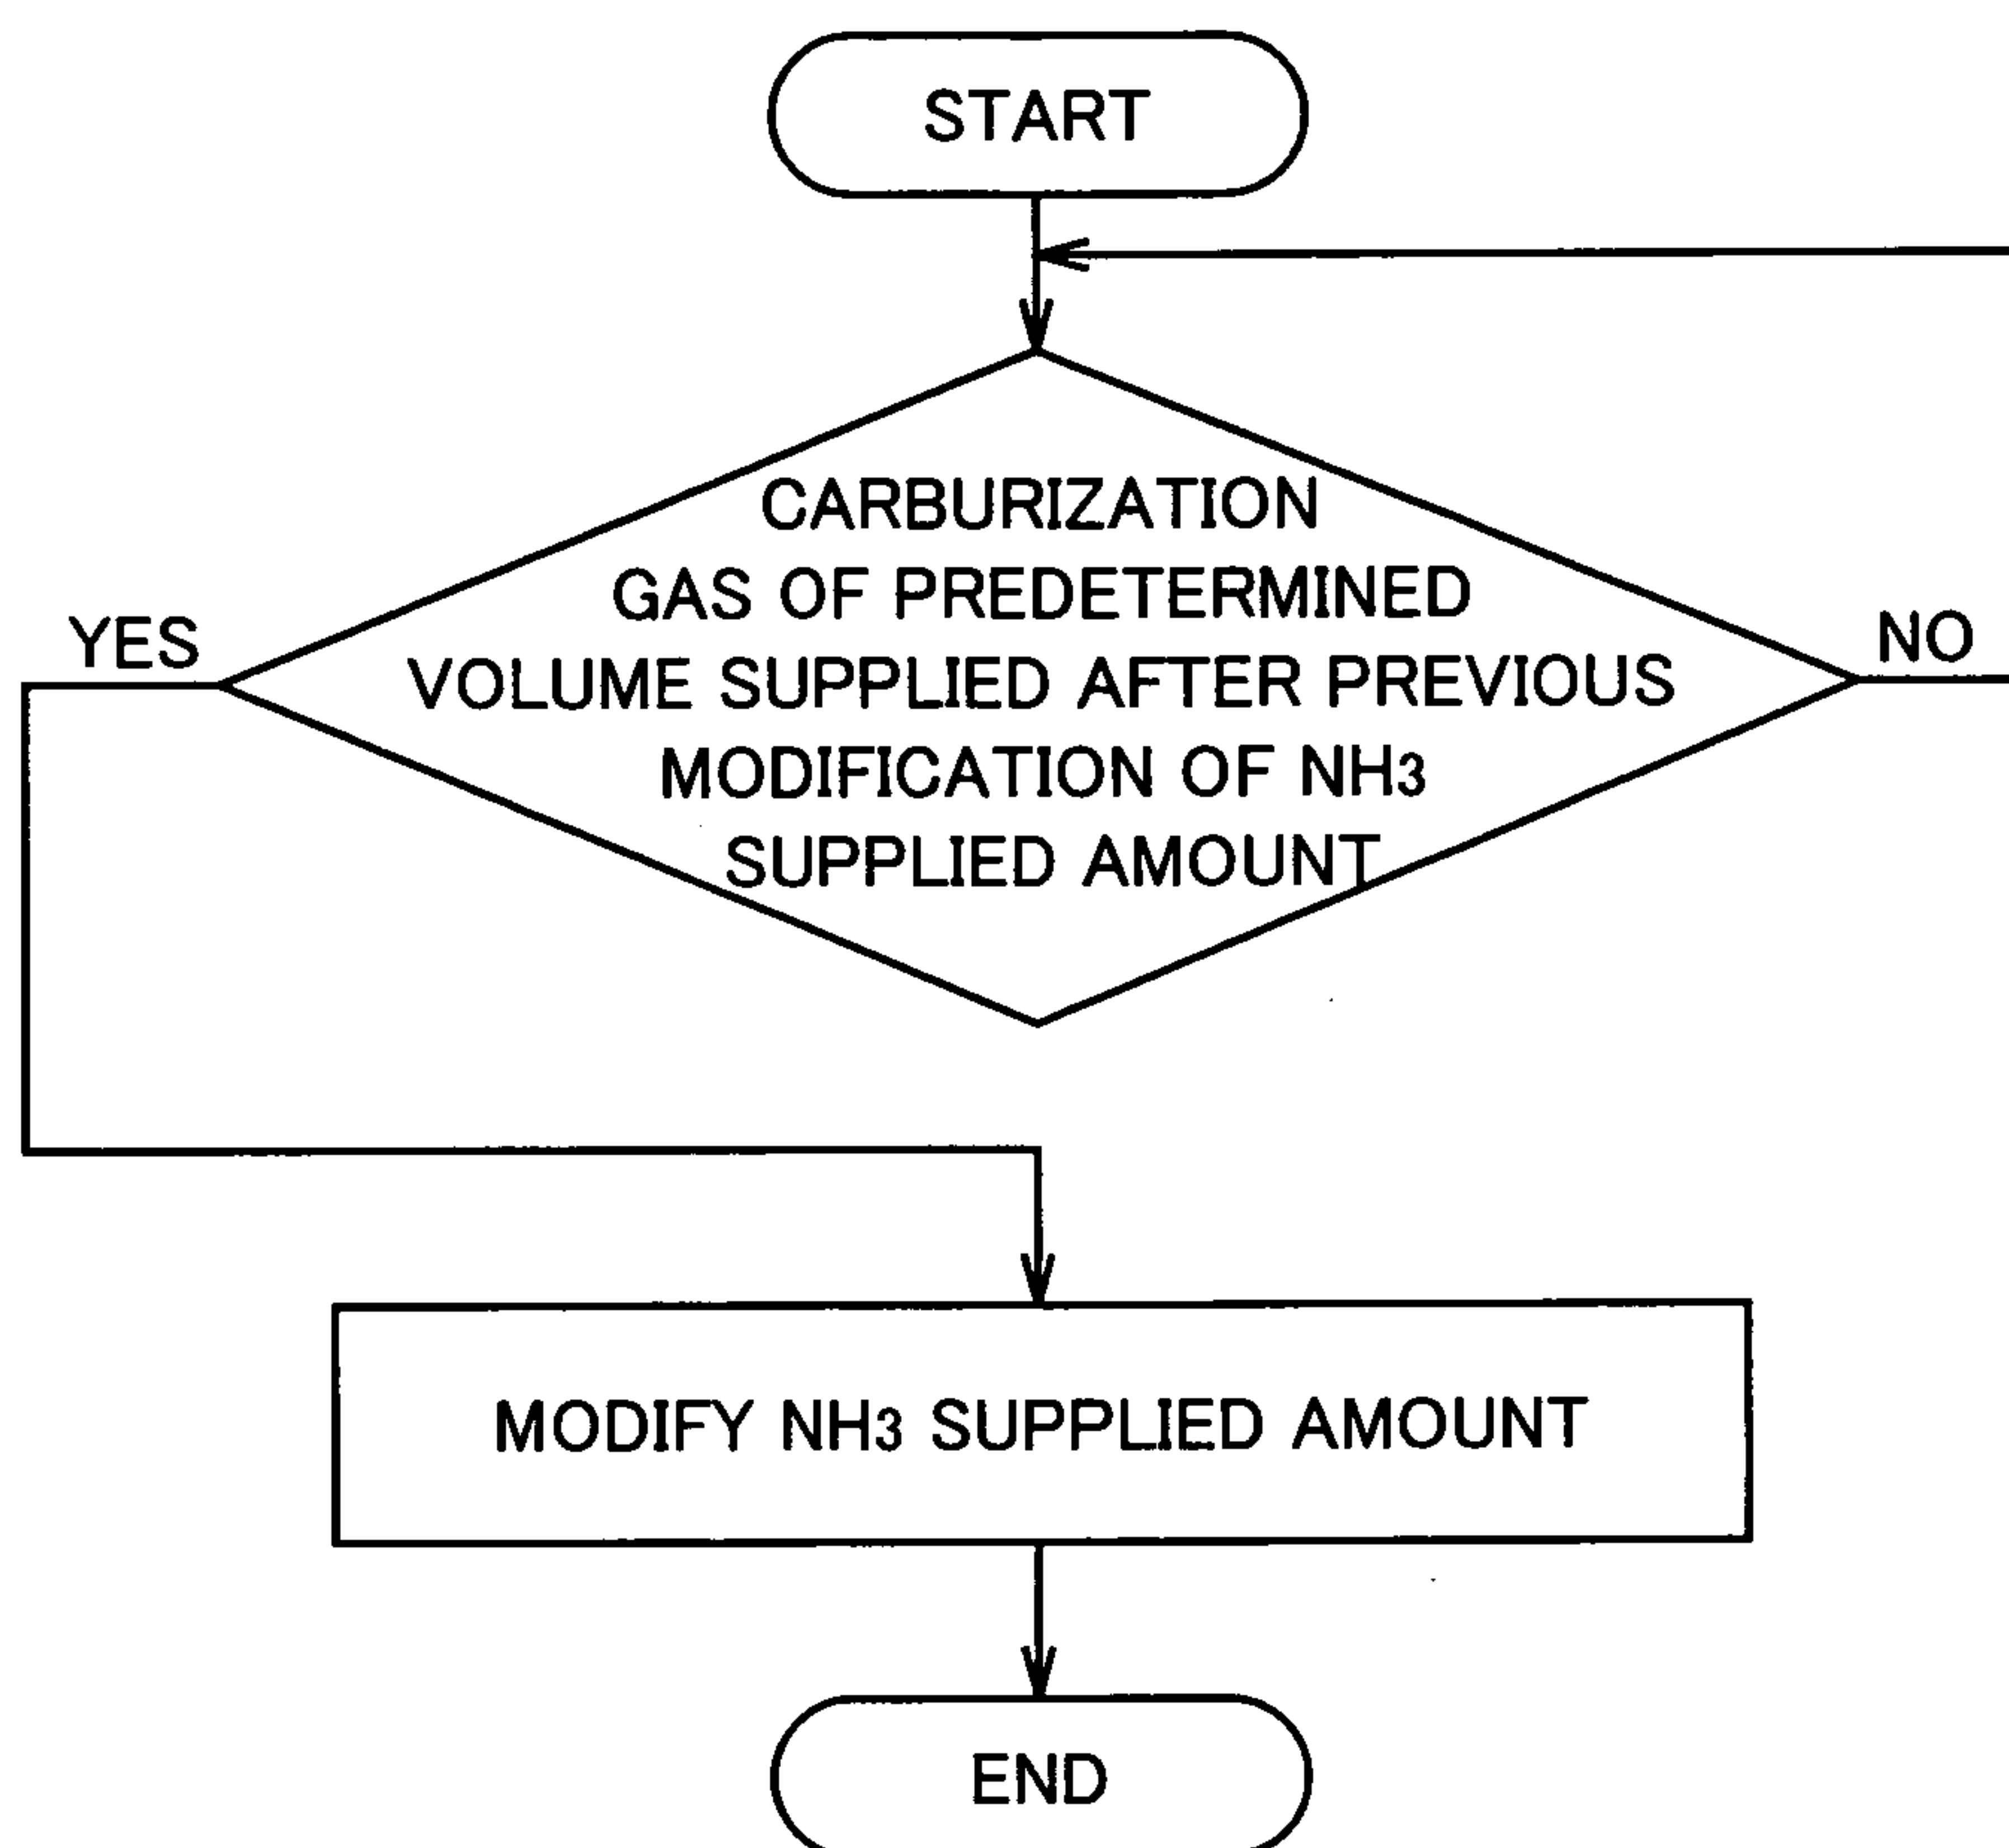 START
CARBURIZATION
GAS OF PREDETERMINED
YES
NO
VOLUME SUPPLIED AFTER PREVIOUS
MODIFICATION OF NH3
SUPPLIED AMOUNT
MODIFY NH3 SUPPLIED AMOUNT
END